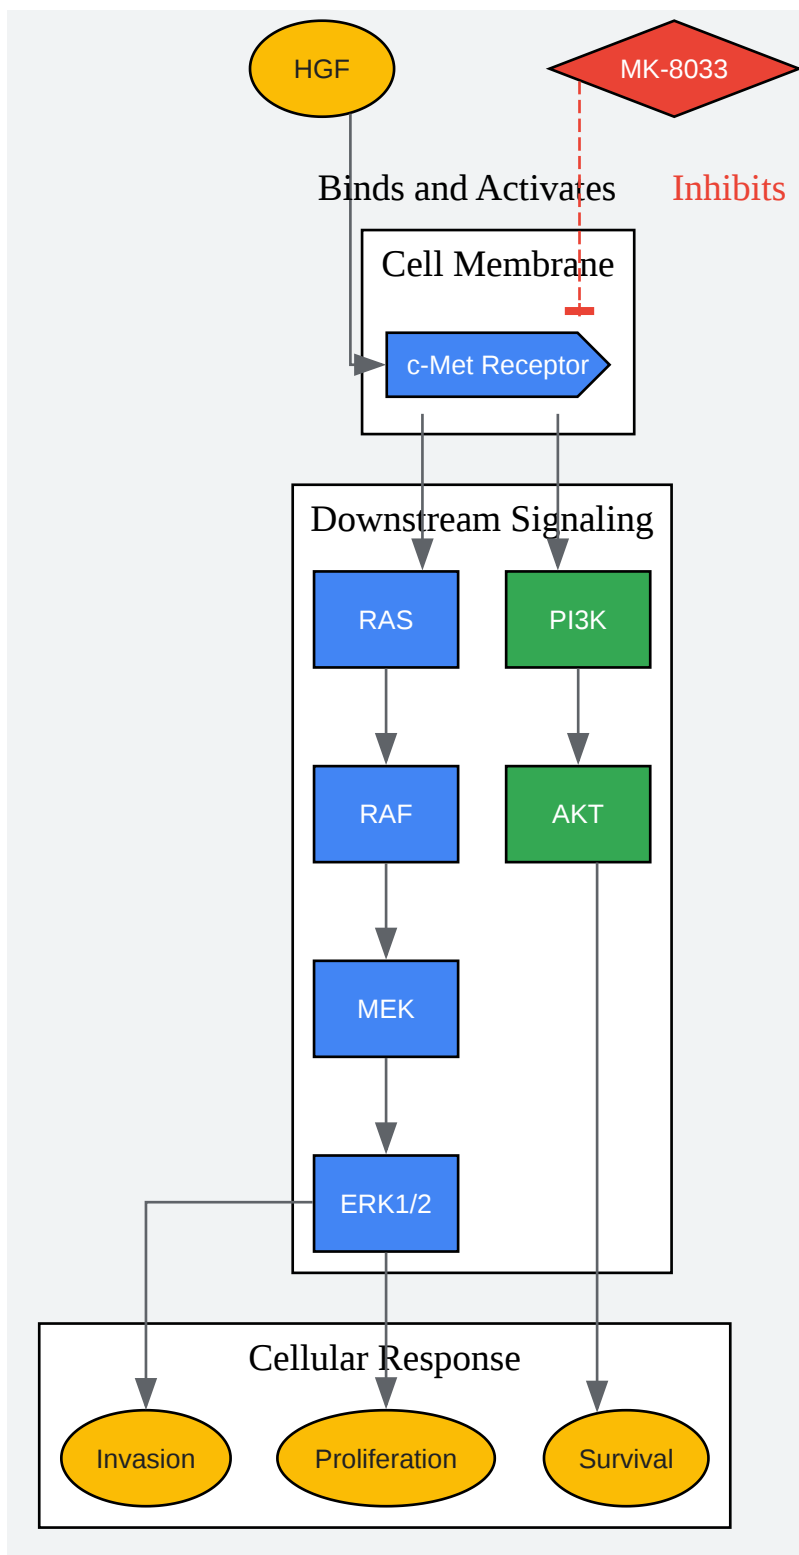 HGF
MK-8033
Binds and Activates
Inhibits
Cell Membrane
c-Met Receptor
Downstream Signaling
RAS
PI3K
RAF
AKT
MEK
ERK1/2
Cellular Response
Invasion
Proliferation
Survival